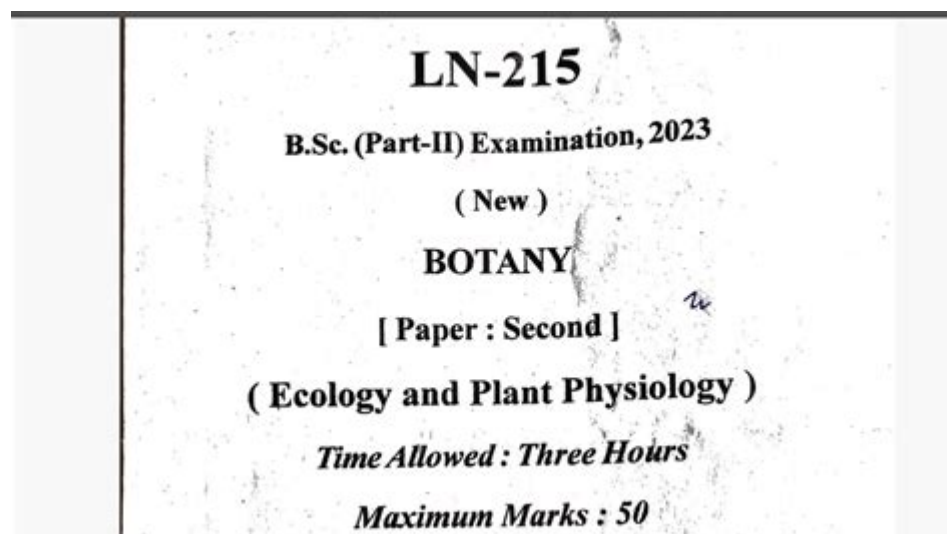 LN-215
B.Sc. (Part-II) Examination, 2023
( New )
BOTANY
[ Paper : Second ]
( Ecology and Plant Physiology )
Time Allowed : Three Hours
Maximum Marks : 50